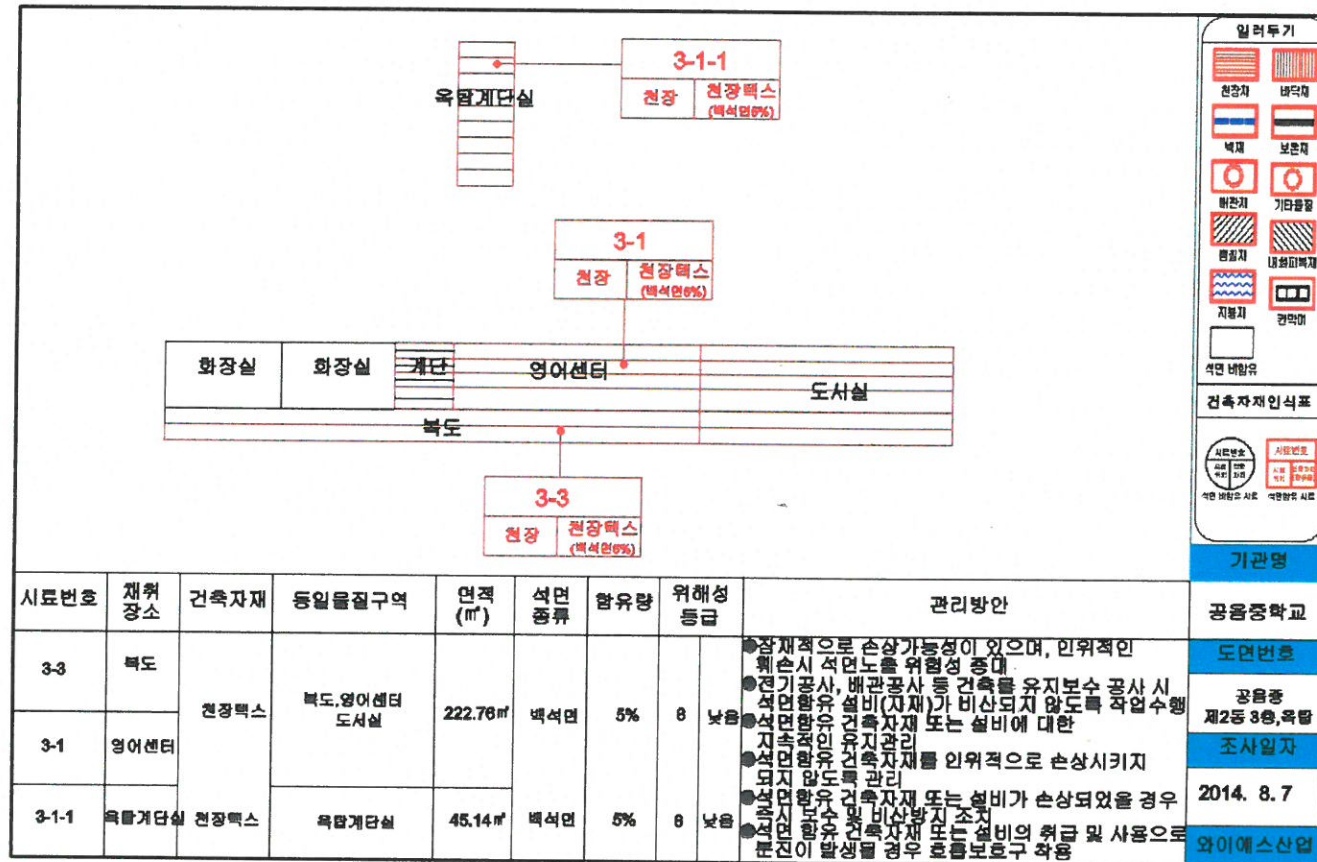 3-1-1
천장 천장텍스
(백석면5%)
옥탑계단실
3-1
천장 천장텍스
(백석면5%)
화장실 화장실 계단 영어센터 도서실
복도
3-3
천장 천장텍스
(백석면5%)
일러두기
천장재 바닥재
벽재 보온재
배관재 기타물질
뿜칠재 내화피복재
지붕재 칸막이
석면 비함유
건축자재인식표
시료번호 시료번호
석면 비함유 시료 석면함유 시료
기관명
공음중학교
도면번호
공음중
제2동 3층,옥탑
조사일자
2014. 8. 7
와이에스산업
시료번호 채취 장소 건축자재 동일물질구역 면적 (㎡) 석면 종류 함유량 위해성 등급 관리방안
3-3 복도 천장텍스 복도,영어센터 도서실 222.76㎡ 백석면 5% 8 낮음
3-1 영어센터
3-1-1 옥탑계단실 천장텍스 옥탑계단실 45.14㎡ 백석면 5% 8 낮음
●잠재적으로 손상가능성이 있으며, 인위적인
훼손시 석면노출 위험성 증대
●전기공사, 배관공사 등 건축물 유지보수 공사 시
석면함유 설비(자재)가 비산되지 않도록 작업수행
●석면함유 건축자재 또는 설비에 대한
지속적인 유지관리
●석면함유 건축자재를 인위적으로 손상시키지
되지 않도록 관리
●석면함유 건축자재 또는 설비가 손상되었을 경우
즉시 보수 및 비산방지 조치
●석면 함유 건축자재 또는 설비의 취급 및 사용으로
분진이 발생될 경우 호흡보호구 착용